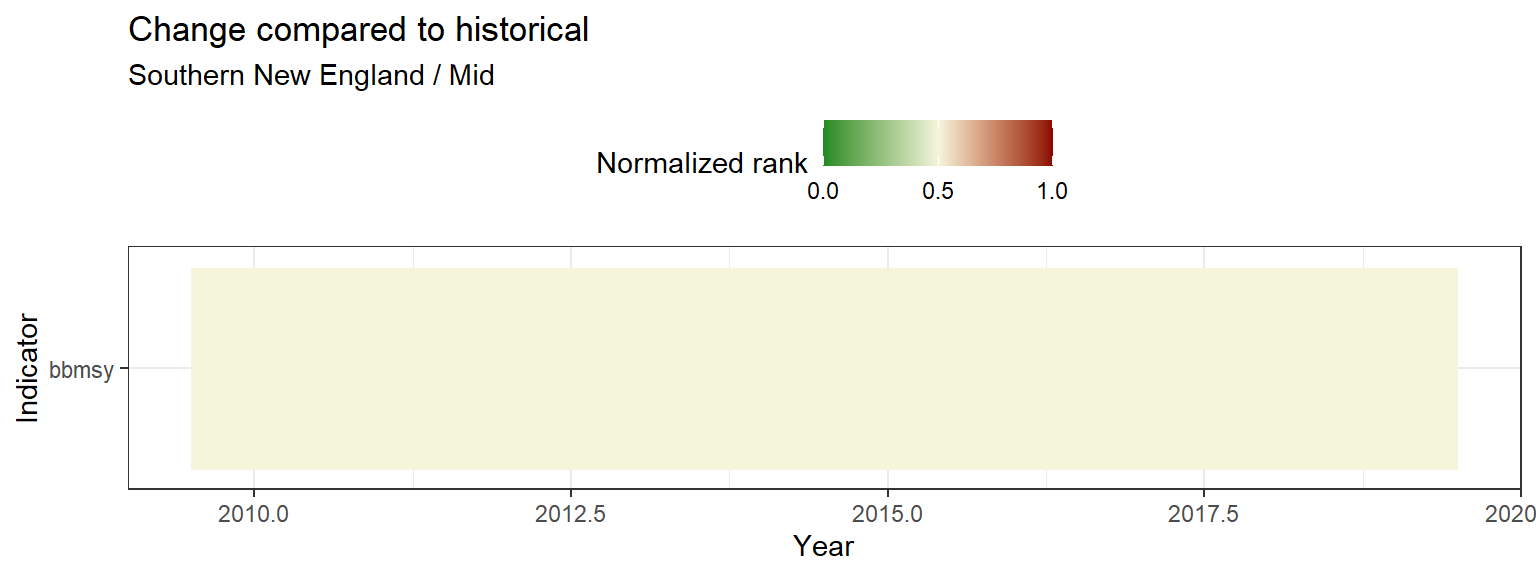 Change compared to historical
Southern New England / Mid
Normalized rank
0.0 0.5 1.0
Indicator
bbmsy
2010.0 2012.5 2015.0 2017.5 2020
Year